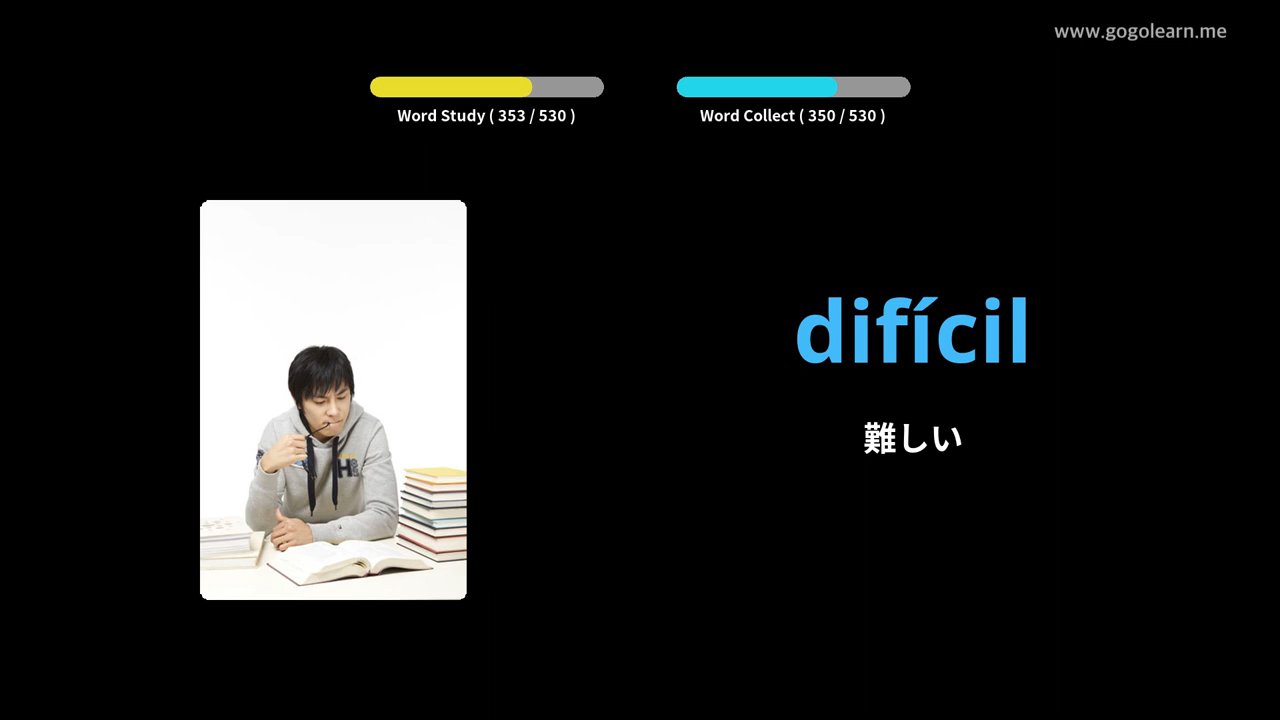 www.gogolearn.me
Word Study ( 353 / 530 )
Word Collect ( 350 / 530 )
difícil
難しい
H